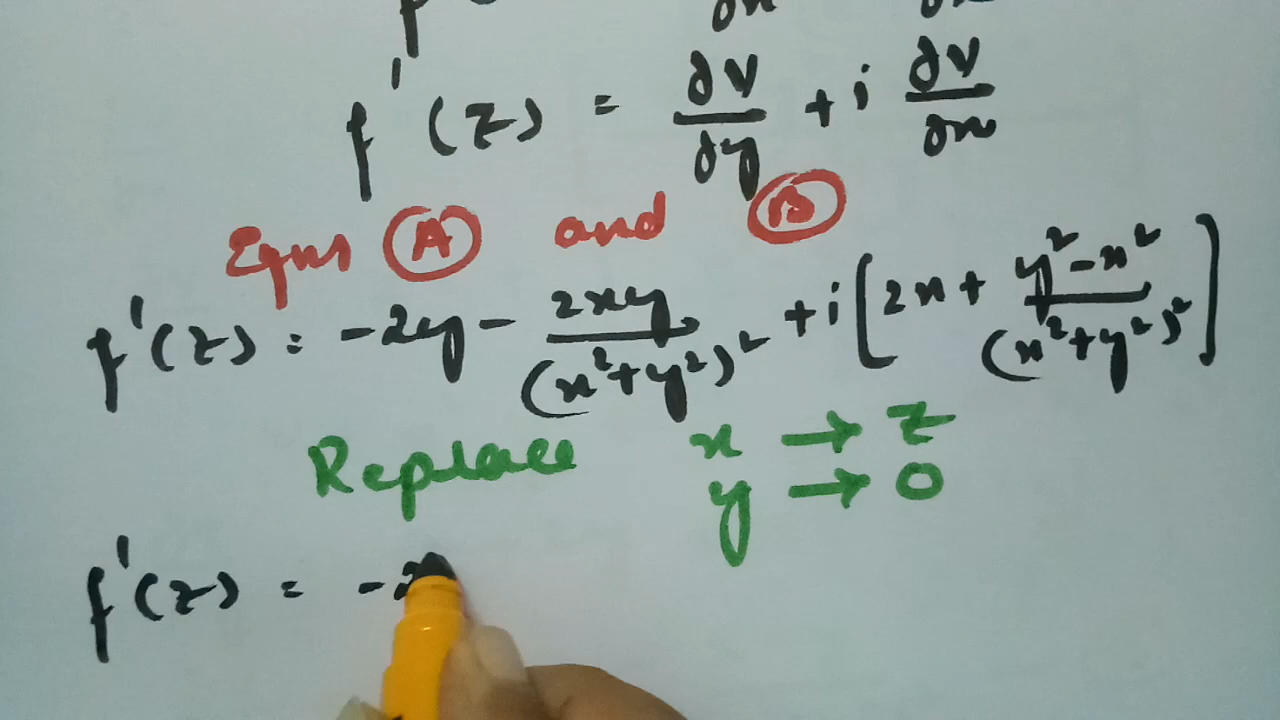 f'(z) = ∂v/∂y + i ∂v/∂x
Eqns (A) and (B)
f'(z) = -2y - 2xy/(x²+y²)² + i[2x + y²-x²/(x²+y²)²]
Replace x → z
y → 0
f'(z) = -